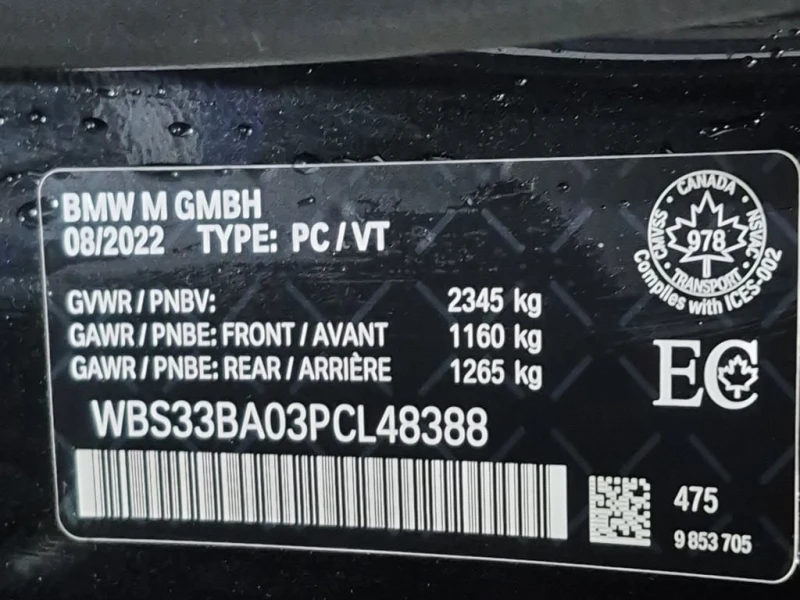 BMW M GMBH
08/2022 TYPE: PC/VT
GVWR/PNBV: 2345 kg
GAWR/PNBE: FRONT/AVANT 1160 kg
GAWR/PNBE: REAR/ARRIÈRE 1265 kg
WBS33BA03PCL48388
CANADA
CMVSS 978 NSVAC
TRANSPORT
Complies with ICES-002
EC
475
9 853 705